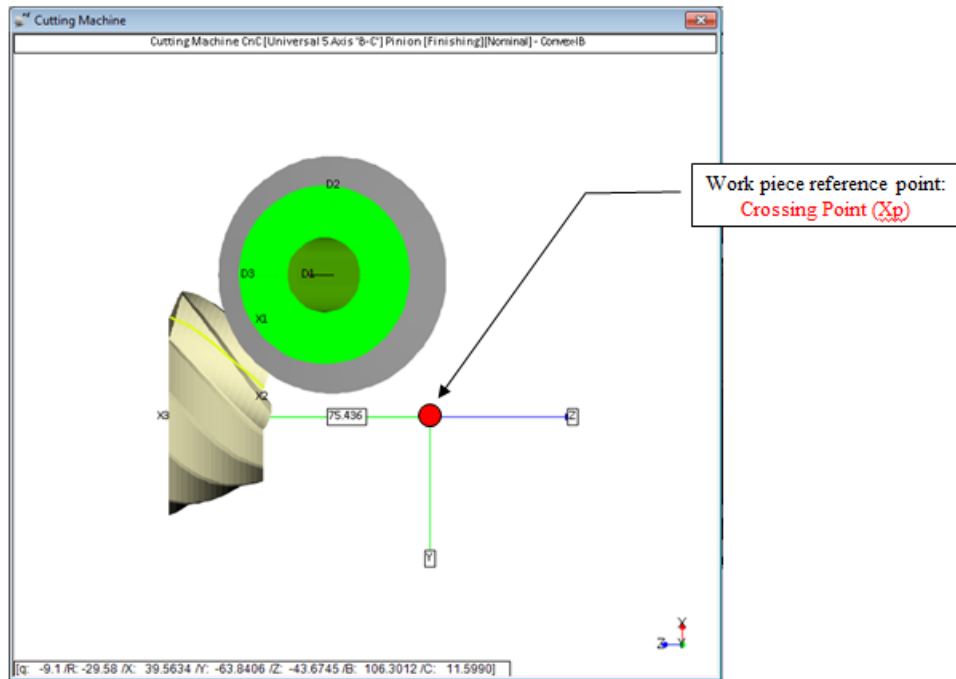 Cutting Machine
Cutting Machine CnC [Universal 5 Axis "B-C"] Pinion [Finishing][Nominal] - Convex-IB
D2
Work piece reference point:
Crossing Point (Xp)
D3
D1
X1
X2
X3
75.436
Z
Y
X
Z
Y
[q: -9.1 /R: -29.58 /X: 39.5634 /Y: -63.8406 /Z: -43.6745 /B: 106.3012 /C: 11.5990]